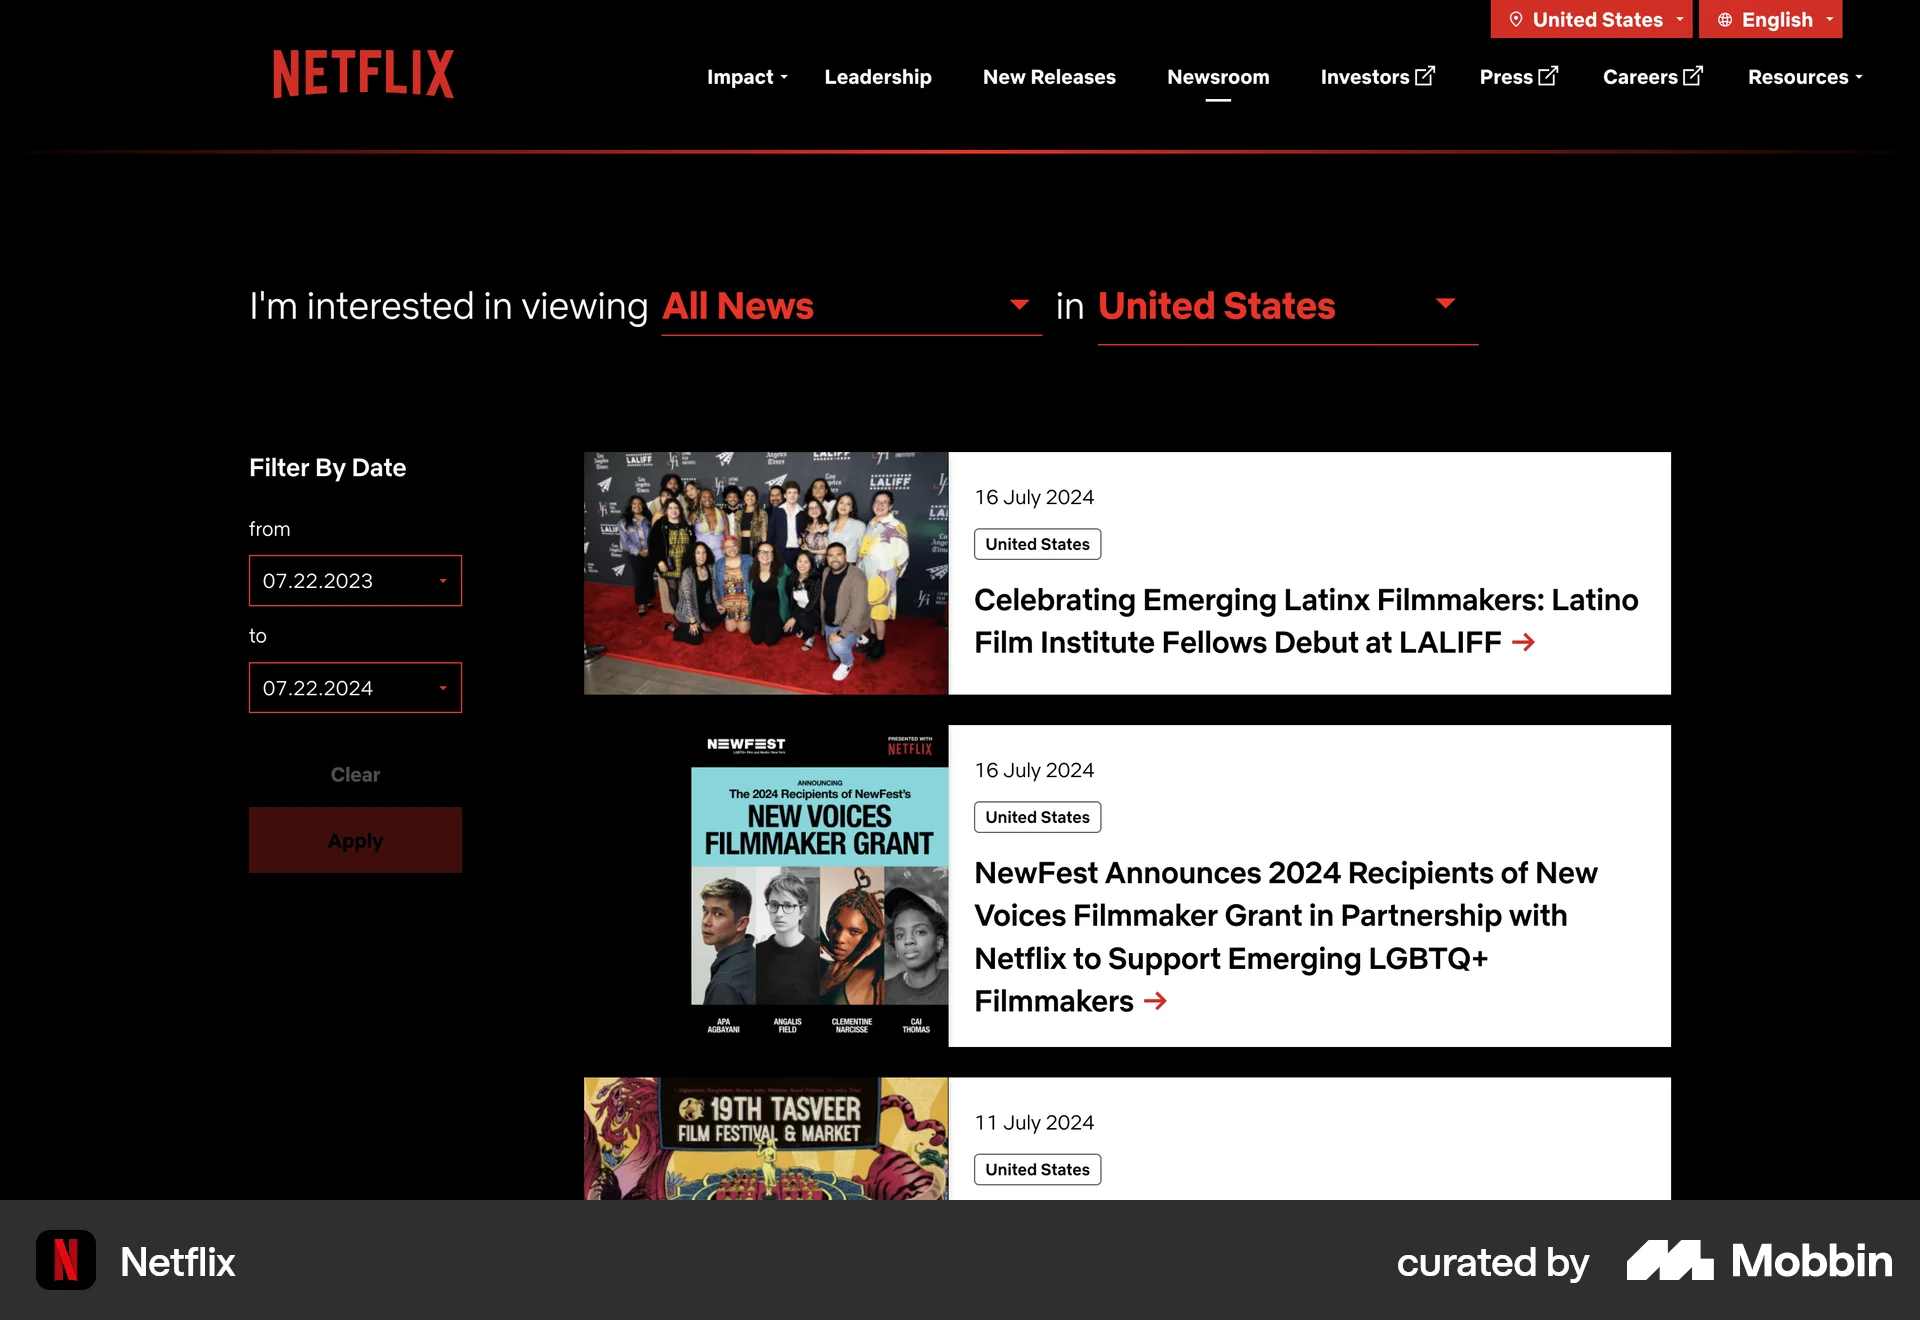 United States
English
NETFLIX
Impact
Leadership
New Releases
Newsroom
Investors
Press
Careers
Resources
I'm interested in viewing All News in United States
Filter By Date
from
07.22.2023
to
07.22.2024
Clear
Apply
LALIFF
Los Angeles Times
LALIFF
16 July 2024
United States
Celebrating Emerging Latinx Filmmakers: Latino
Film Institute Fellows Debut at LALIFF
NEWFEST
PRESENTED WITH
NETFLIX
ANNOUNCING
The 2024 Recipients of NewFest's
NEW VOICES
FILMMAKER GRANT
APA
AGBAYANI
ANGALIS
FIELD
CLEMENTINE
NARCISSE
CAI
THOMAS
16 July 2024
United States
NewFest Announces 2024 Recipients of New
Voices Filmmaker Grant in Partnership with
Netflix to Support Emerging LGBTQ+
Filmmakers
19TH TASVEER
FILM FESTIVAL & MARKET
11 July 2024
United States
Netflix
curated by Mobbin